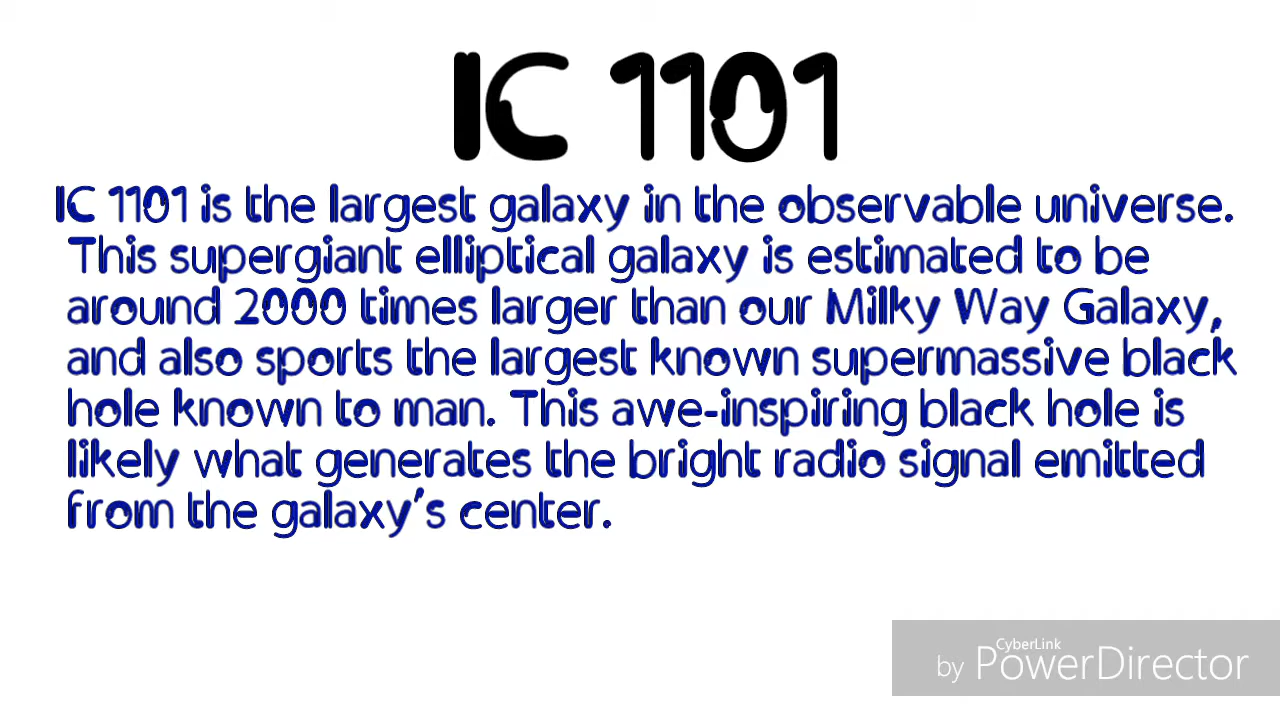 IC 1101
IC 1101 is the largest galaxy in the observable universe.
This supergiant elliptical galaxy is estimated to be
around 2000 times larger than our Milky Way Galaxy,
and also sports the largest known supermassive black
hole known to man. This awe-inspiring black hole is
likely what generates the bright radio signal emitted
from the galaxy's center.
CyberLink
by PowerDirector